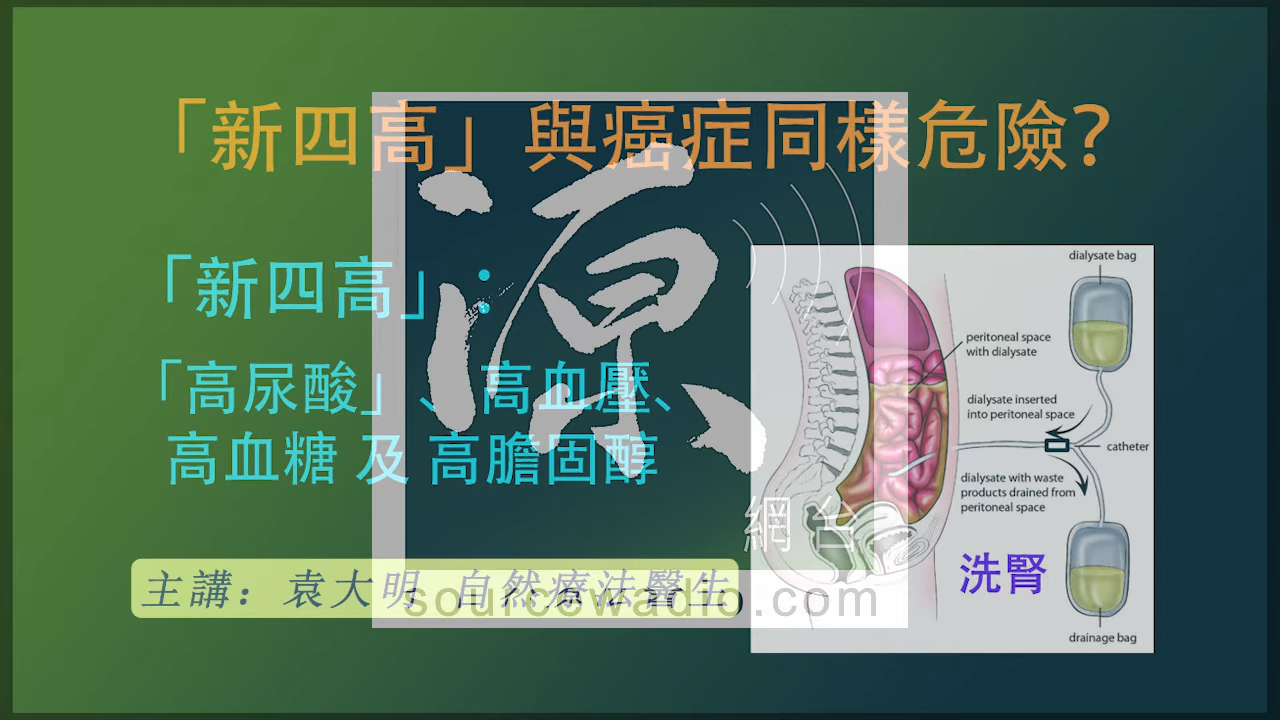 「新四高」與癌症同樣危險?
「新四高」：
「高尿酸」、高血壓、
高血糖 及 高膽固醇
主講：袁大明 自然療法醫生
源
網台
sourcewadio.com
dialysate bag
peritoneal space
with dialysate
dialysate inserted
into peritoneal space
catheter
dialysate with waste
products drained from
peritoneal space
洗腎
drainage bag